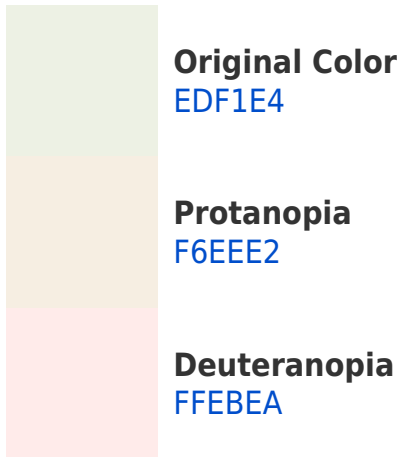 Original Color
EDF1E4
Protanopia
F6EEE2
Deuteranopia
FFEBEA